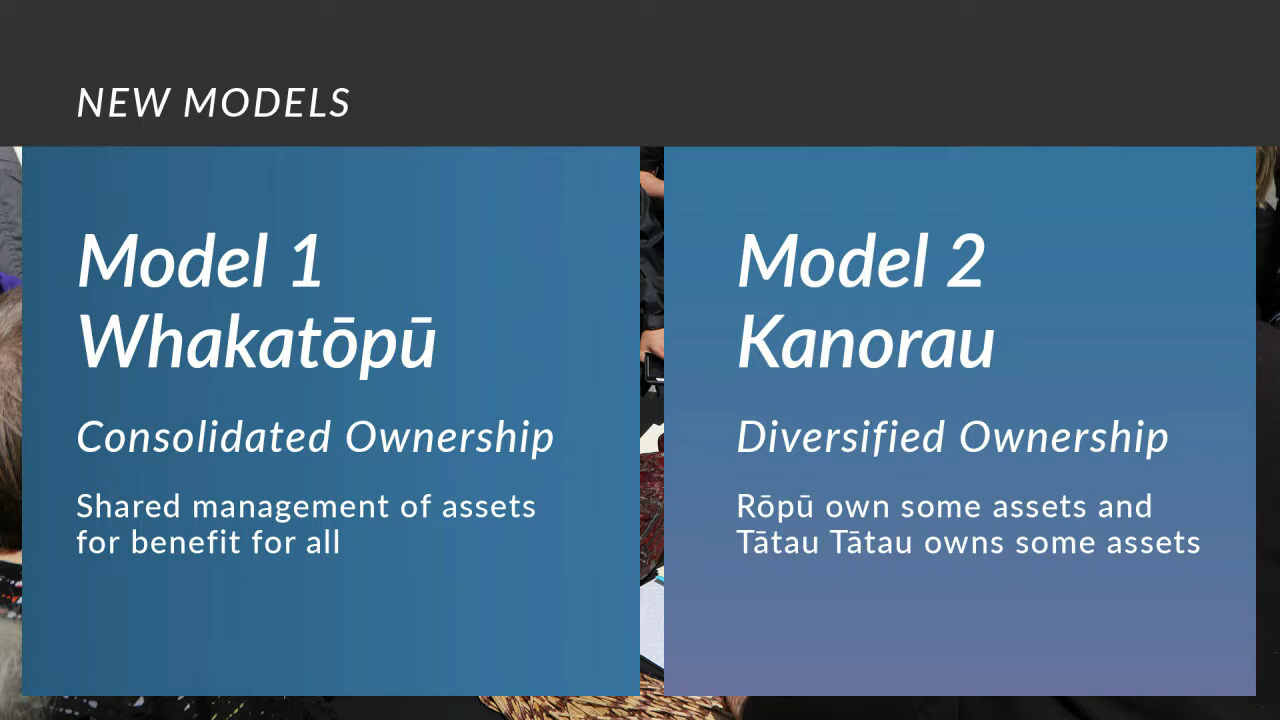 NEW MODELS
Model 1
Whakatōpū
Consolidated Ownership
Shared management of assets
for benefit for all
Model 2
Kanorau
Diversified Ownership
Rōpū own some assets and
Tātau Tātau owns some assets